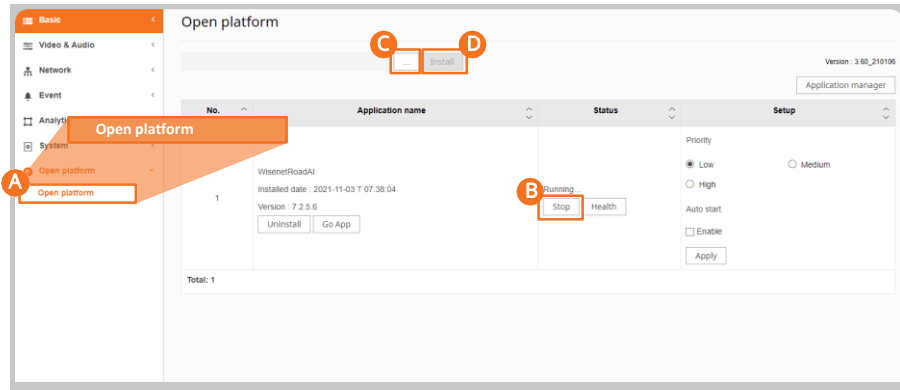 Basic
Video & Audio
Network
Event
System
Open platform
Open platform
A
Open platform
Open platform
C
D
...
Install
Version : 3.60_210106
Application manager
No.
Application name
Status
Setup
1
WisenetRoadAI
Installed date : 2021-11-03 T 07:38:04
Version : 7.2.5.6
Uninstall
Go App
B
Running...
Stop
Health
Priority
Low
Medium
High
Auto start
Enable
Apply
Total: 1